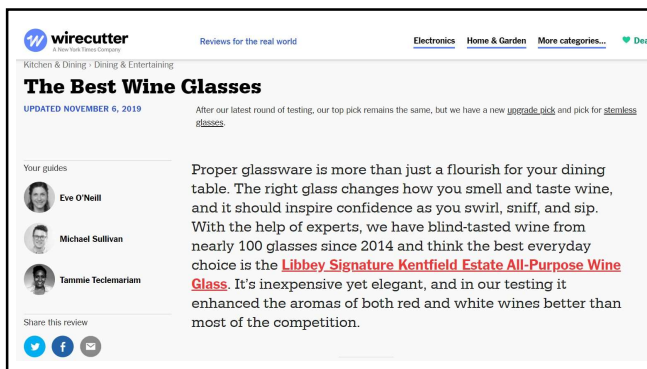 wirecutter
A New York Times Company
Reviews for the real world
Electronics Home & Garden More categories...
Kitchen & Dining › Dining & Entertaining
The Best Wine Glasses
UPDATED NOVEMBER 6, 2019
After our latest round of testing, our top pick remains the same, but we have a new upgrade pick and pick for stemless
glasses.
Your guides
Eve O'Neill
Michael Sullivan
Tammie Teclemariam
Share this review
Proper glassware is more than just a flourish for your dining
table. The right glass changes how you smell and taste wine,
and it should inspire confidence as you swirl, sniff, and sip.
With the help of experts, we have blind-tasted wine from
nearly 100 glasses since 2014 and think the best everyday
choice is the Libbey Signature Kentfield Estate All-Purpose Wine
Glass. It's inexpensive yet elegant, and in our testing it
enhanced the aromas of both red and white wines better than
most of the competition.